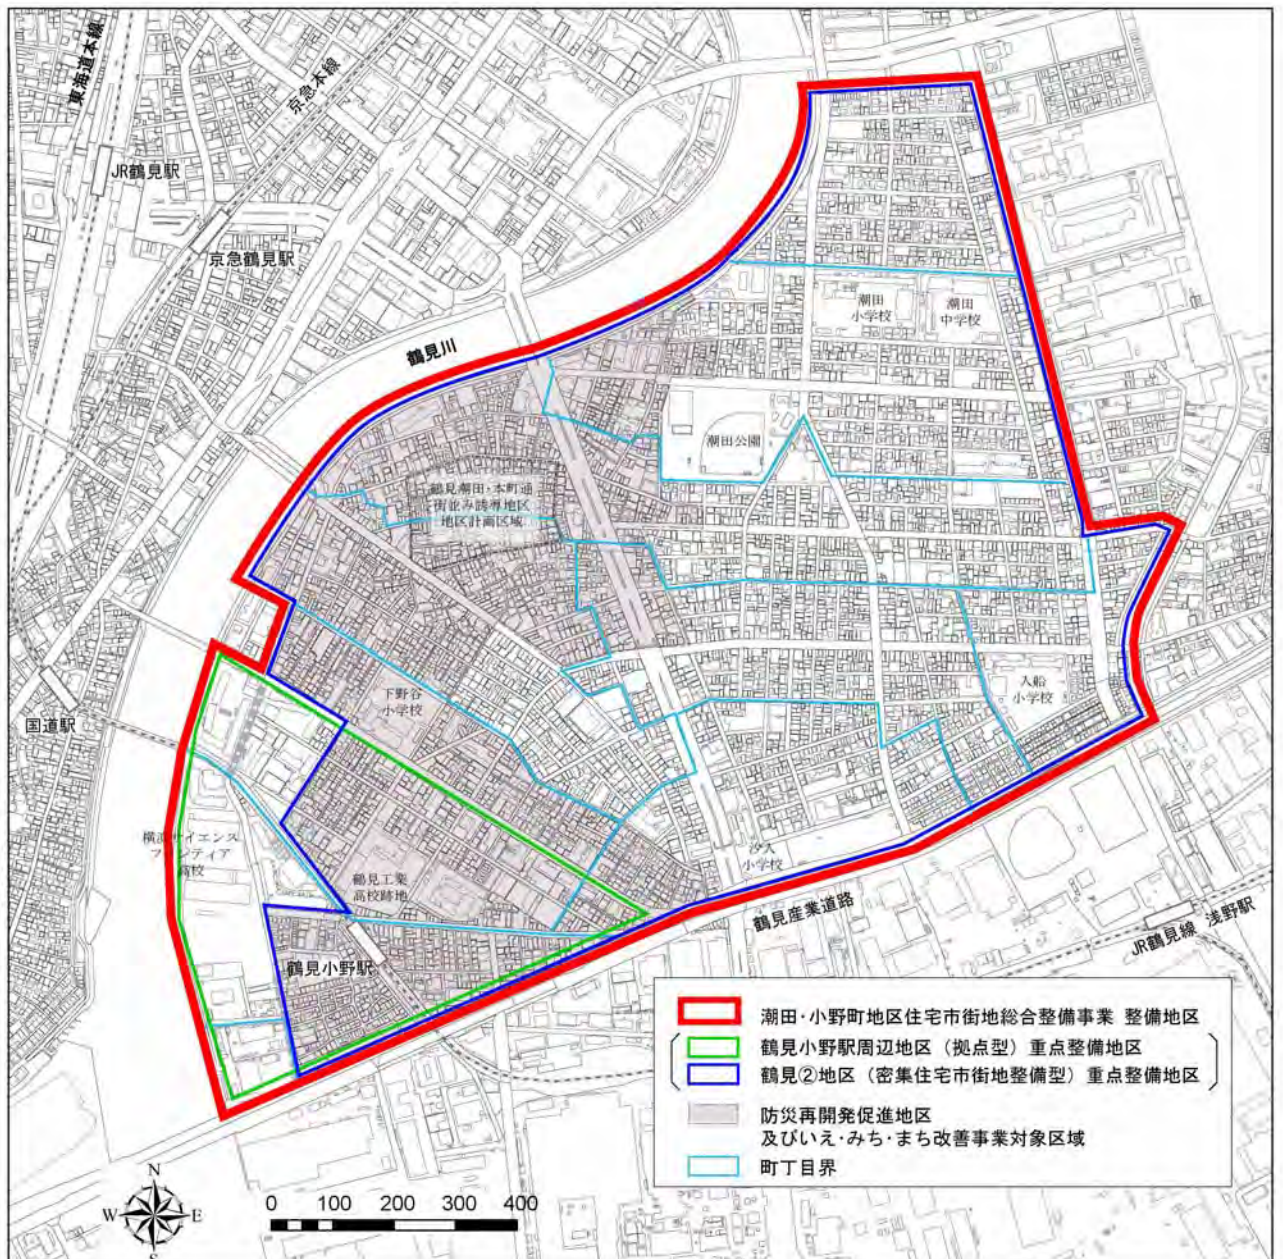 東海道本線
京急本線
JR鶴見駅
京急鶴見駅
鶴見川
潮田
小学校
潮田
中学校
潮田公園
鶴見潮田・本町通
街並み誘導地区
地区計画区域
下野谷
小学校
入船
小学校
国道駅
横浜サイエンス
フロンティア
高校
鶴見工業
高校跡地
汐入
小学校
鶴見産業道路
鶴見小野駅
JR鶴見線 浅野駅
潮田・小野町地区住宅市街地総合整備事業 整備地区
鶴見小野駅周辺地区（拠点型）重点整備地区
鶴見②地区（密集住宅市街地整備型）重点整備地区
防災再開発促進地区
及びいえ・みち・まち改善事業対象区域
町丁目界
N
W E
S
0 100 200 300 400